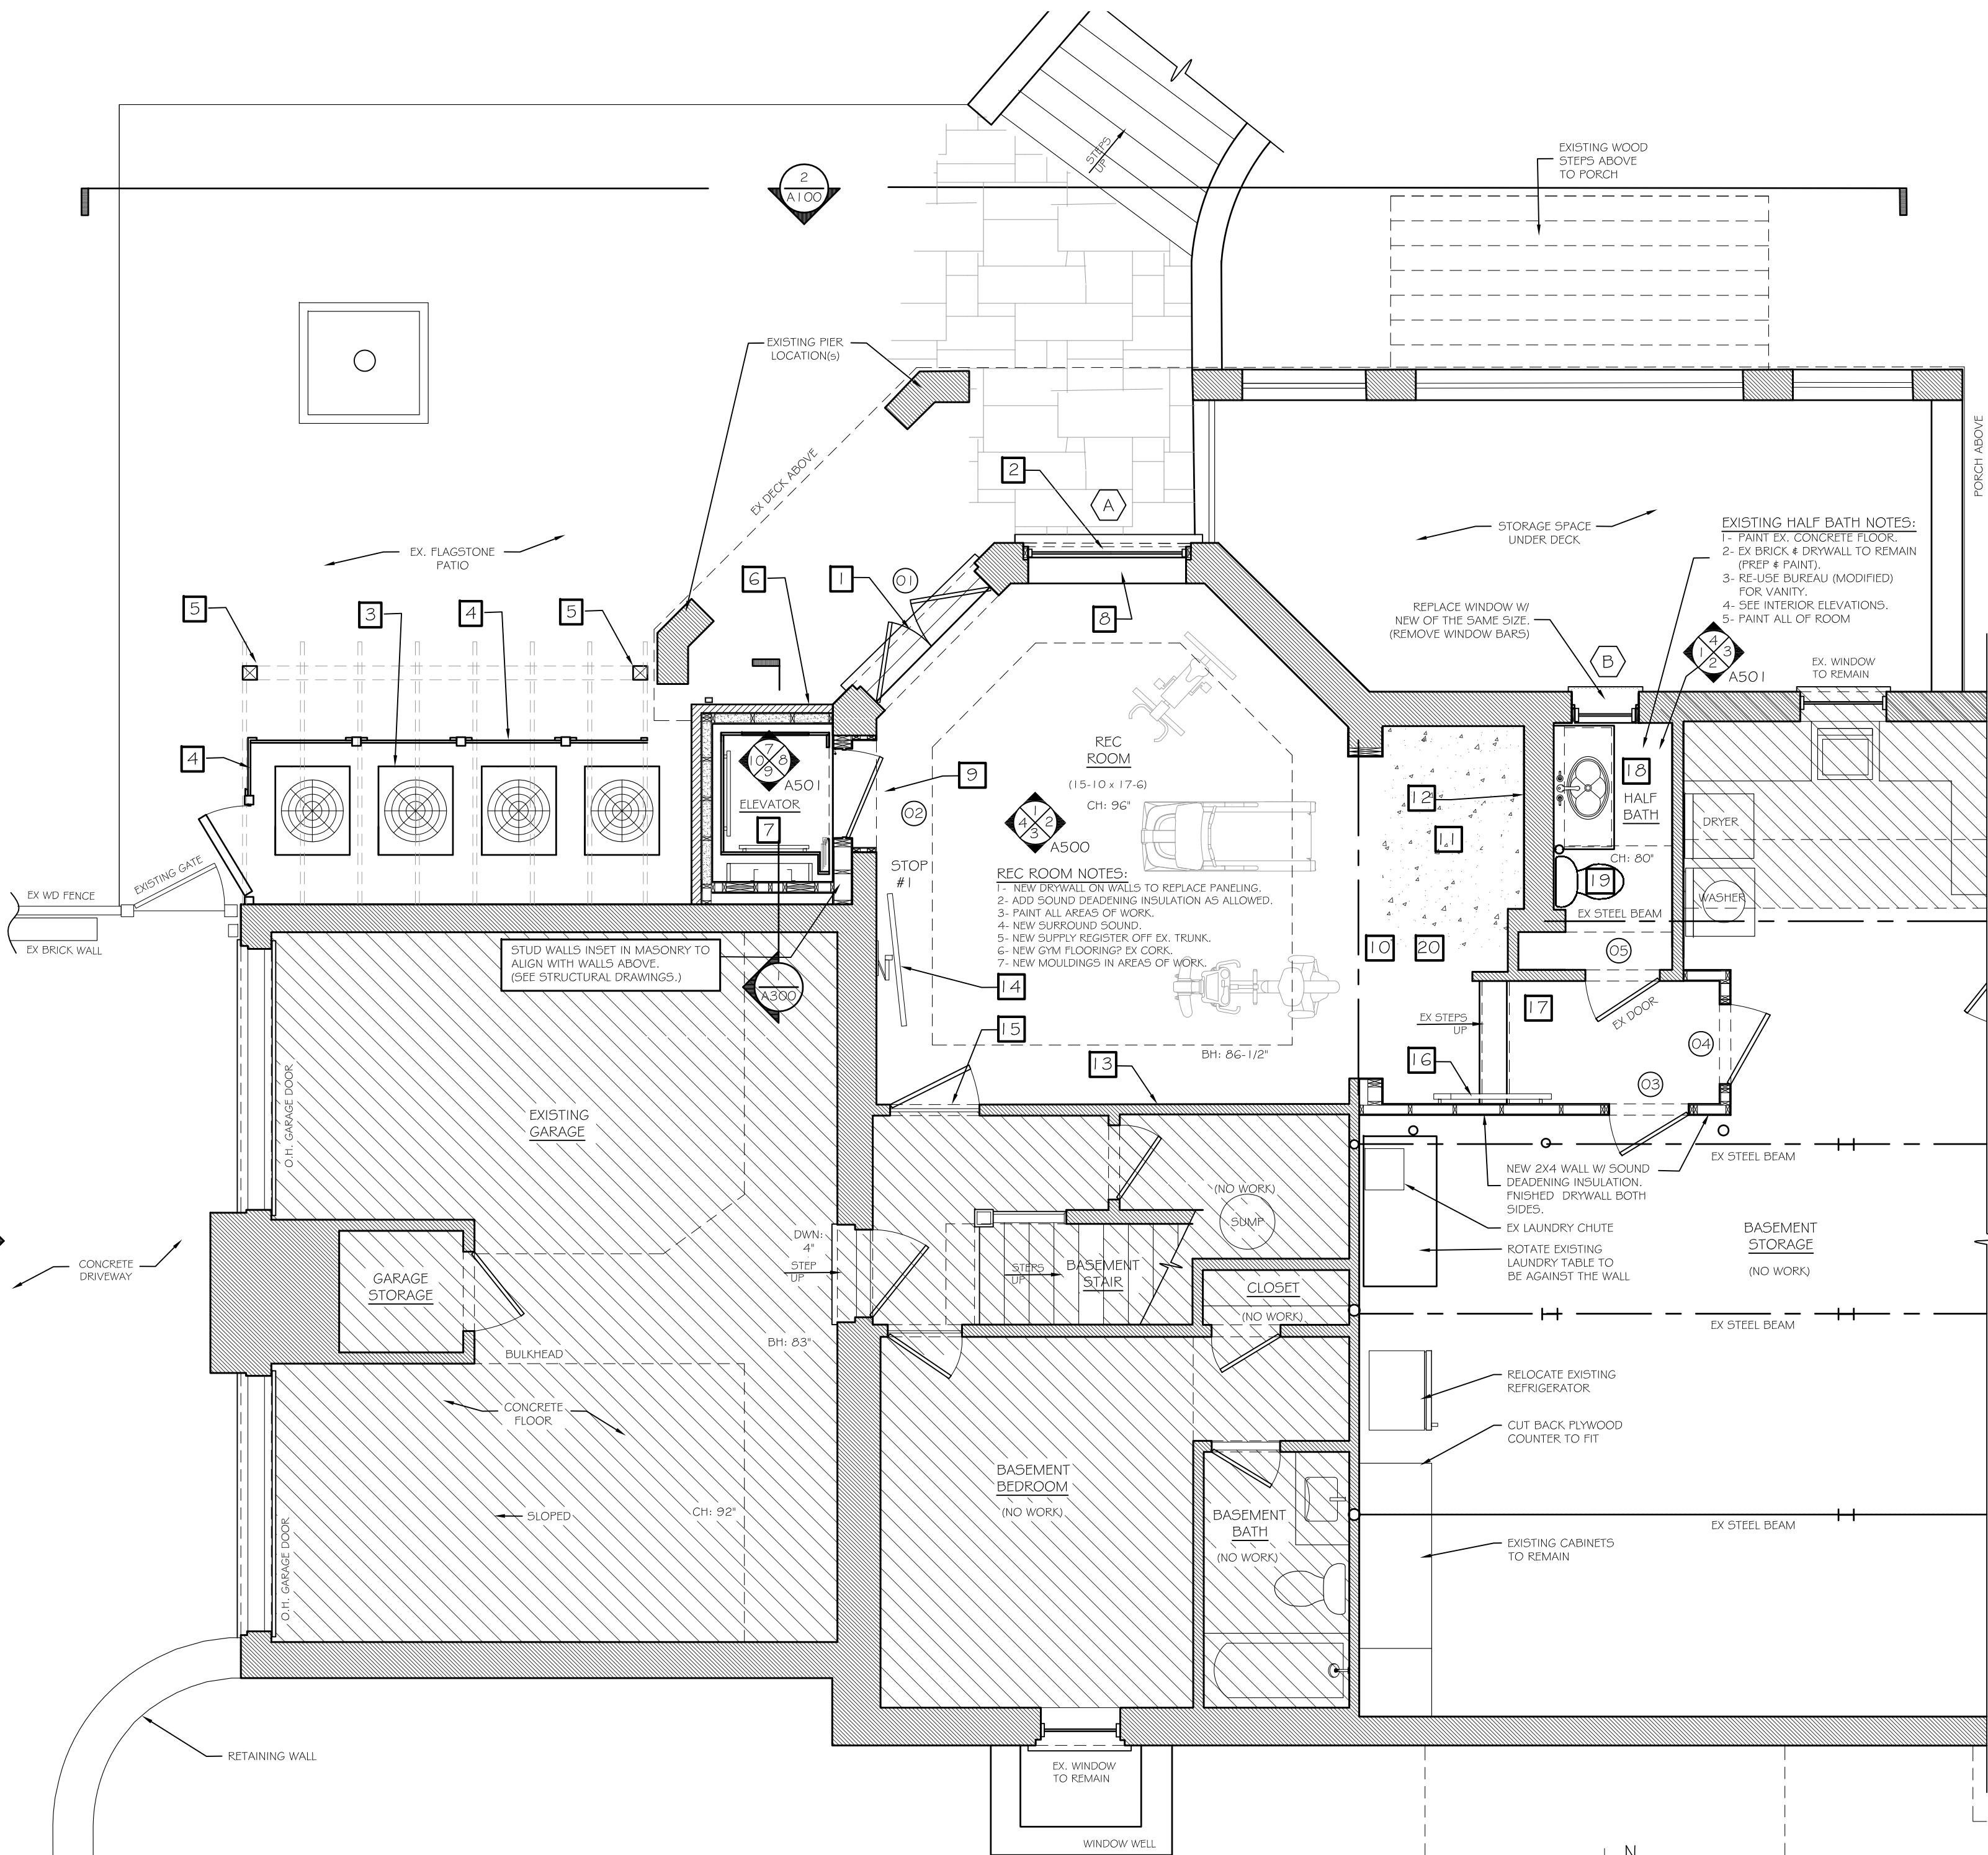 STEPS
UP
EXISTING WOOD
STEPS ABOVE
TO PORCH
2
A100
EXISTING PIER
LOCATION(s)
EX DECK ABOVE
PORCH ABOVE
2
A
EX. FLAGSTONE
PATIO
STORAGE SPACE
UNDER DECK
EXISTING HALF BATH NOTES:
1- PAINT EX. CONCRETE FLOOR.
2- EX BRICK & DRYWALL TO REMAIN
(PREP & PAINT).
3- RE-USE BUREAU (MODIFIED)
FOR VANITY.
4- SEE INTERIOR ELEVATIONS.
5- PAINT ALL OF ROOM
5
3
4
5
6
1
01
8
REPLACE WINDOW W/
NEW OF THE SAME SIZE.
(REMOVE WINDOW BARS)
B
4
1 3
2
A501
EX. WINDOW
TO REMAIN
4
7
10 8
9
A501
ELEVATOR
7
9
02
REC
ROOM
(15-10 x 17-6)
CH: 96"
1
4 2
3
A500
12
11
18
HALF
BATH
CH: 80"
19
DRYER
WASHER
STOP
#1
REC ROOM NOTES:
1- NEW DRYWALL ON WALLS TO REPLACE PANELING.
2- ADD SOUND DEADENING INSULATION AS ALLOWED.
3- PAINT ALL AREAS OF WORK.
4- NEW SURROUND SOUND.
5- NEW SUPPLY REGISTER OFF EX. TRUNK.
6- NEW GYM FLOORING? EX CORK.
7- NEW MOULDINGS IN AREAS OF WORK.
EXISTING GATE
EX WD FENCE
EX BRICK WALL
STUD WALLS INSET IN MASONRY TO
ALIGN WITH WALLS ABOVE.
(SEE STRUCTURAL DRAWINGS.)
A300
EX STEEL BEAM
10
20
05
14
15
17
EX DOOR
EX STEPS
UP
04
BH: 86-1/2"
13
16
03
O.H. GARAGE DOOR
EXISTING
GARAGE
EX STEEL BEAM
NEW 2X4 WALL W/ SOUND
DEADENING INSULATION.
FNISHED DRYWALL BOTH
SIDES.
(NO WORK)
SUMP
EX LAUNDRY CHUTE
BASEMENT
STORAGE
(NO WORK)
ROTATE EXISTING
LAUNDRY TABLE TO
BE AGAINST THE WALL
DWN:
4"
STEP
UP
STEPS
UP
BASEMENT
STAIR
CONCRETE
DRIVEWAY
GARAGE
STORAGE
CLOSET
(NO WORK)
EX STEEL BEAM
BH: 83"
BULKHEAD
RELOCATE EXISTING
REFRIGERATOR
CONCRETE
FLOOR
CUT BACK PLYWOOD
COUNTER TO FIT
BASEMENT
BEDROOM
(NO WORK)
SLOPED
CH: 92"
BASEMENT
BATH
(NO WORK)
EX STEEL BEAM
O.H. GARAGE DOOR
EXISTING CABINETS
TO REMAIN
RETAINING WALL
EX. WINDOW
TO REMAIN
WINDOW WELL
N